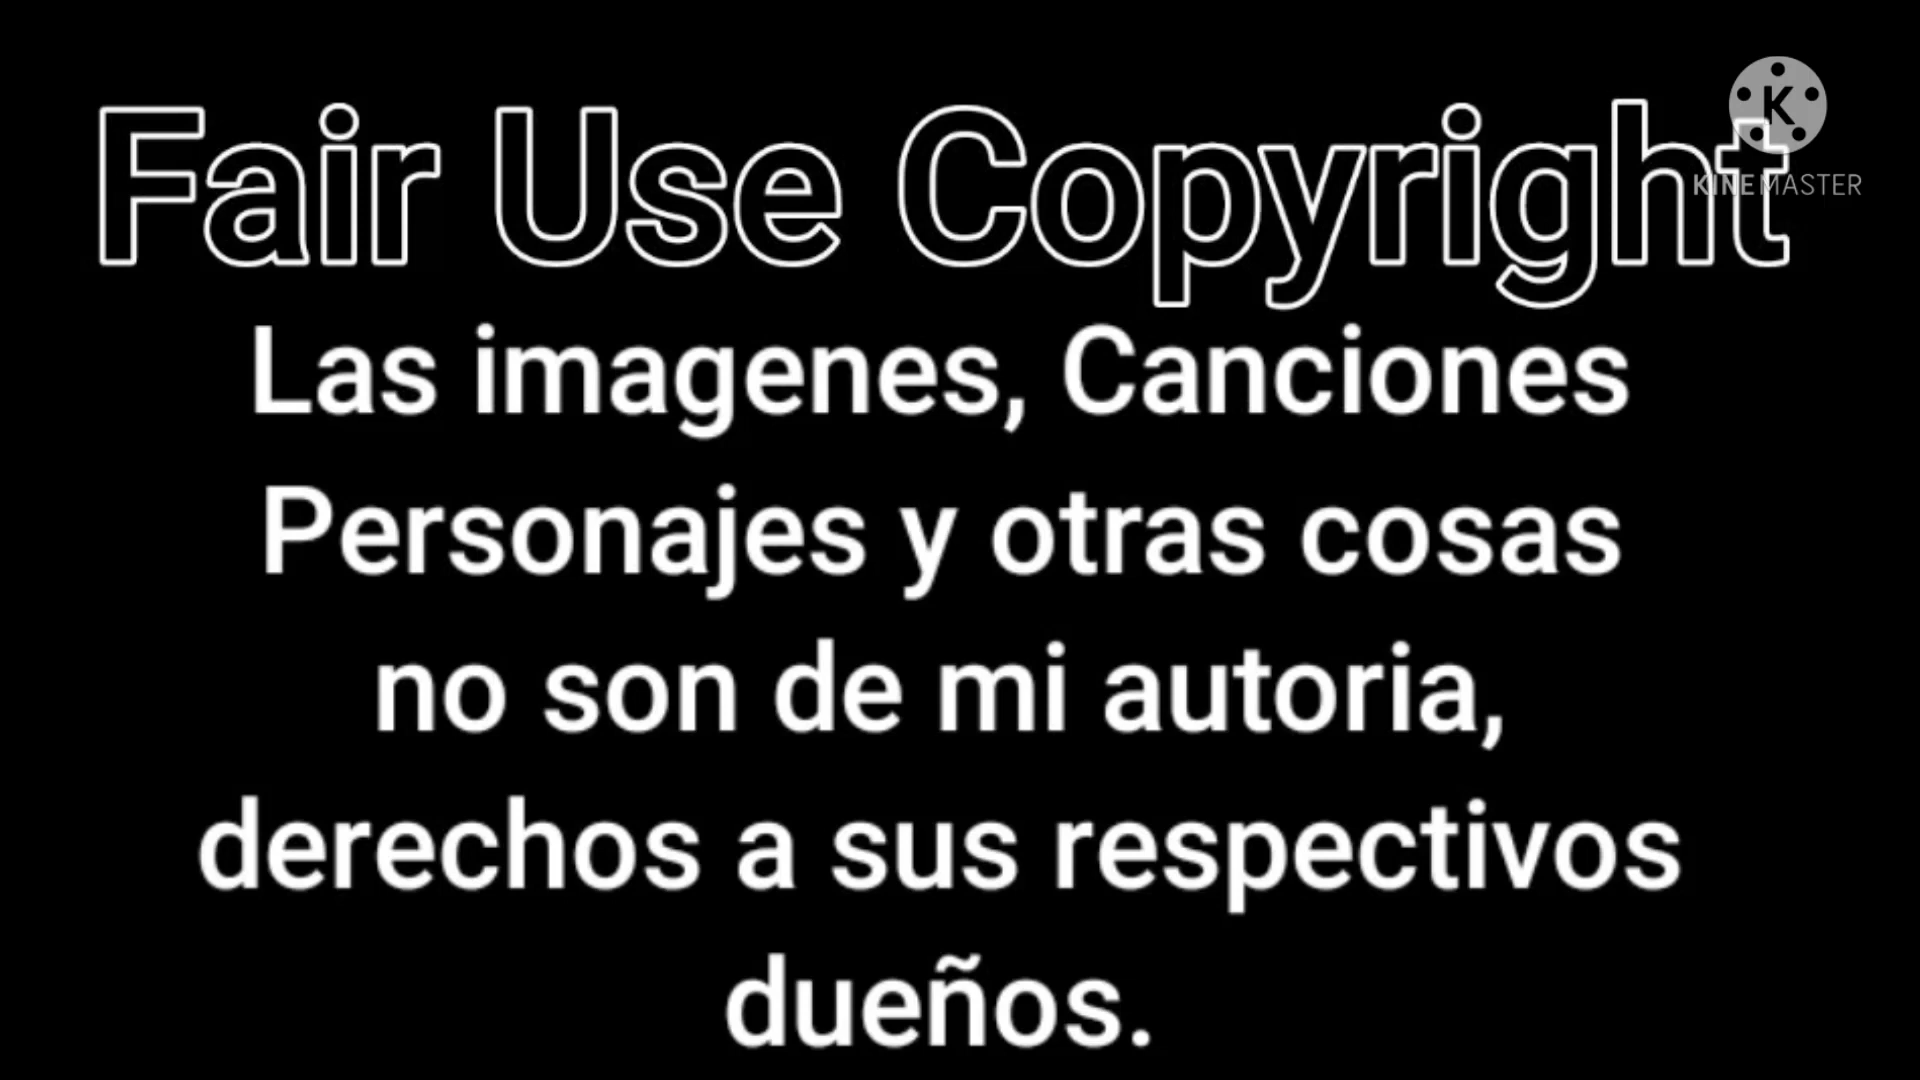 Fair Use Copyright
K
KINEMASTER
Las imagenes, Canciones
Personajes y otras cosas
no son de mi autoria,
derechos a sus respectivos
dueños.